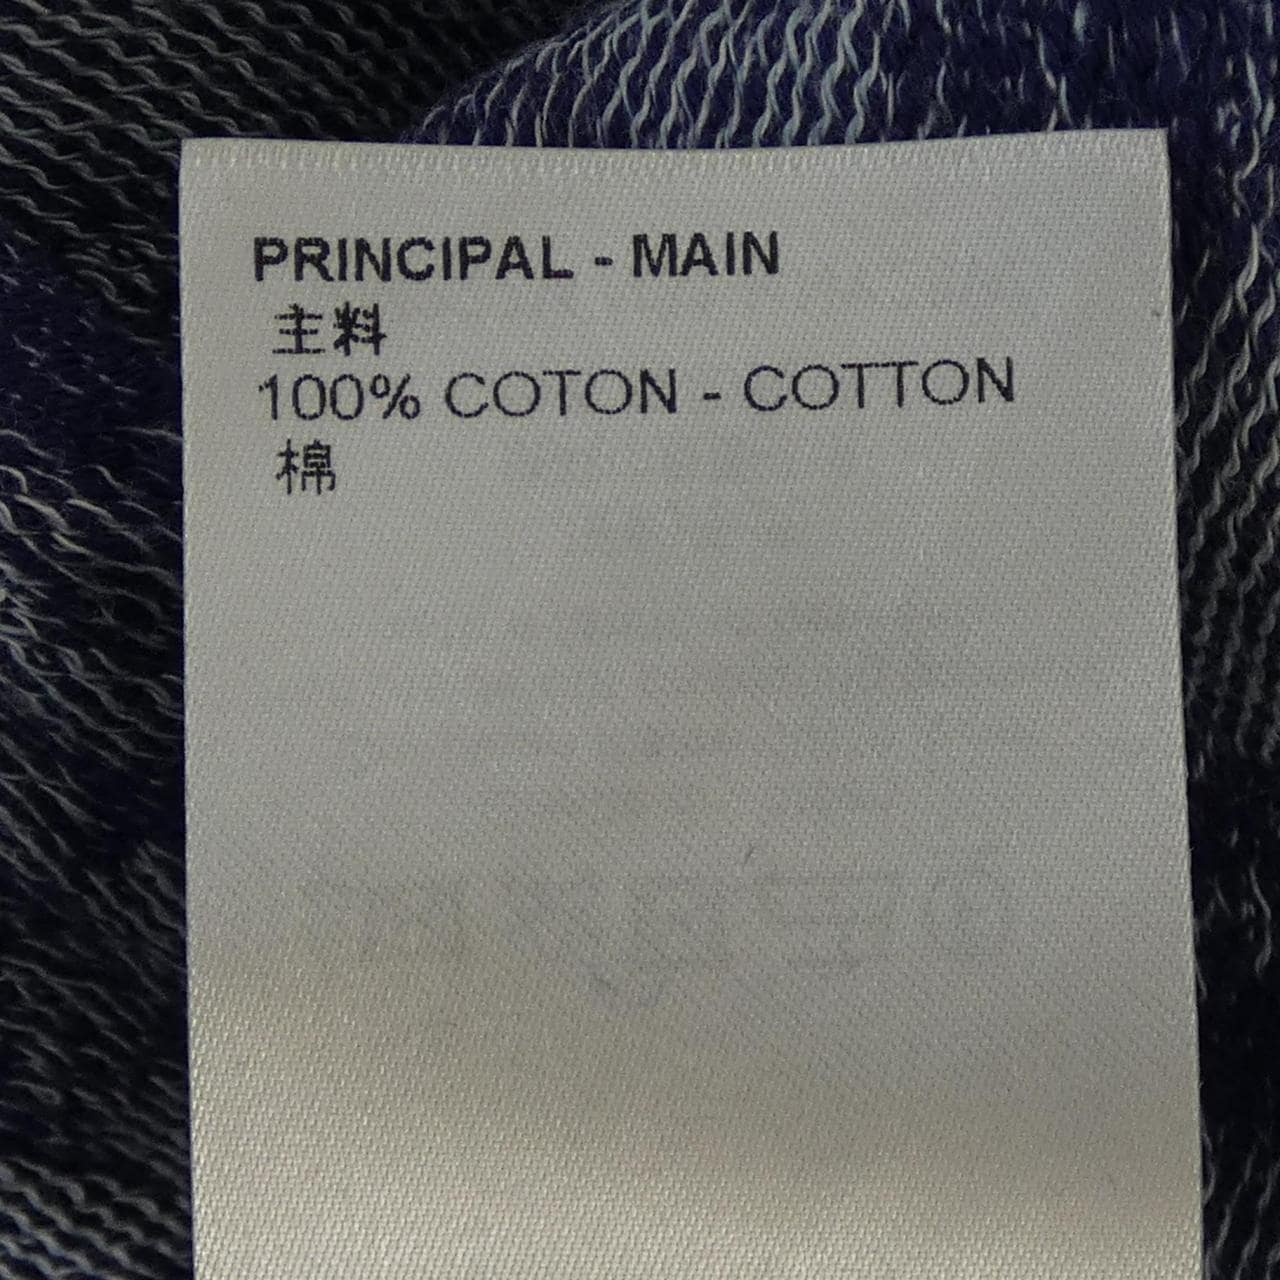 PRINCIPAL - MAIN
主料
100% COTON - COTTON
棉